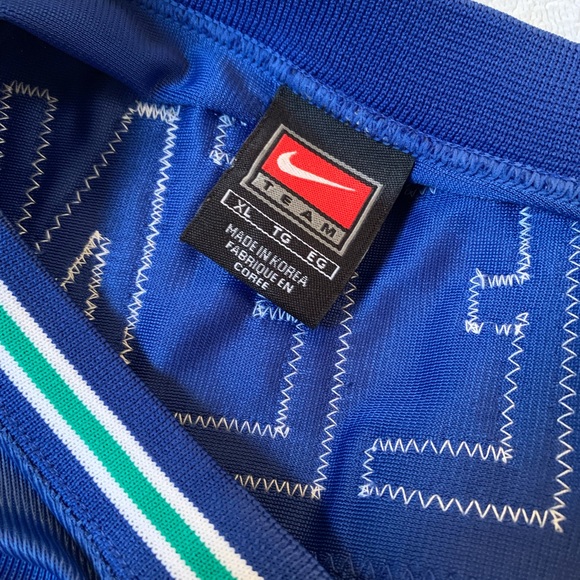 TEAM
XL TG EG
MADE IN KOREA
FABRIQUE EN
COREE